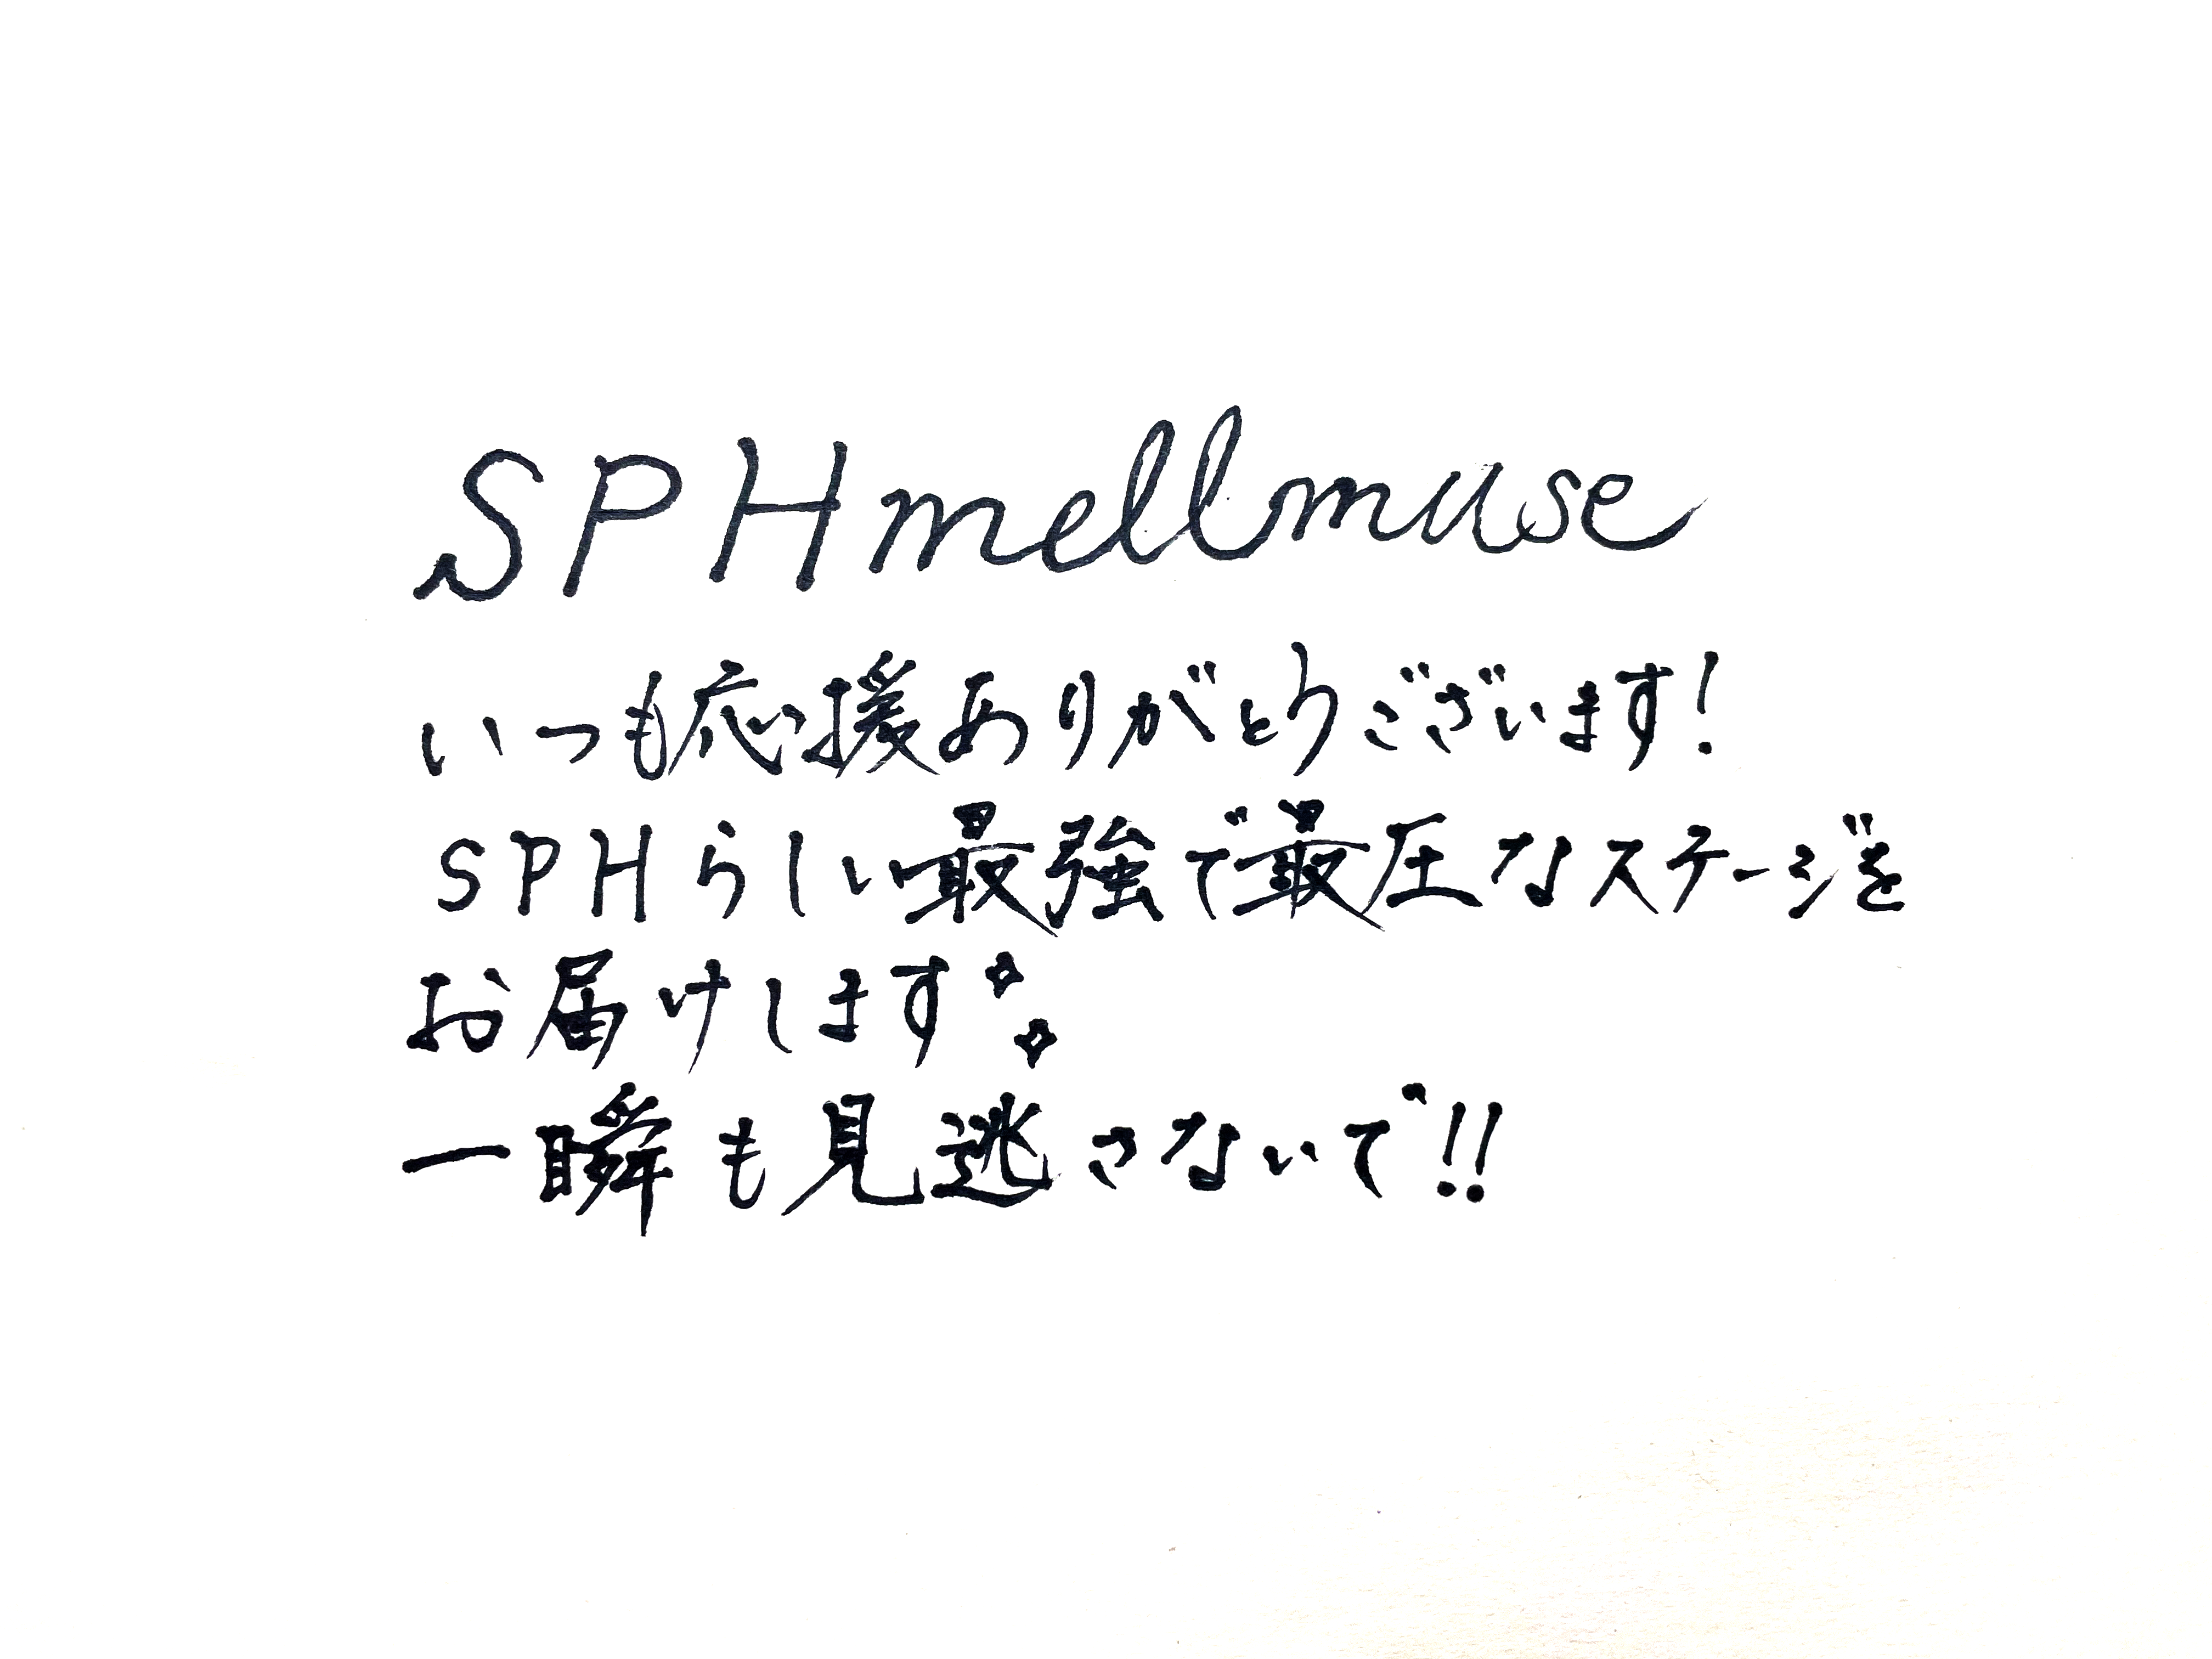 SPHmellmuse
いつも応援ありがとうございます!
SPHらしい最強で最圧なステージを
お届けします
一瞬も見逃さないで!!